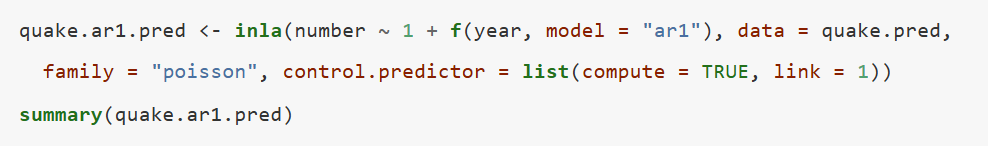 quake.ar1.pred <- inla(number ~ 1 + f(year, model = "ar1"), data = quake.pred,
  family = "poisson", control.predictor = list(compute = TRUE, link = 1))
summary(quake.ar1.pred)